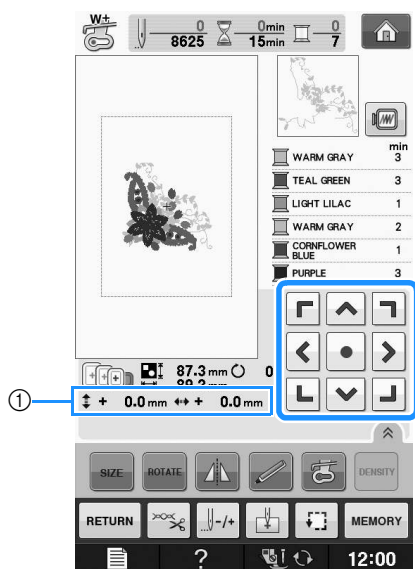 W+
0 0min 0
8625 15min 7
min
WARM GRAY 3
TEAL GREEN 3
LIGHT LILAC 1
WARM GRAY 2
CORNFLOWER
BLUE 1
PURPLE 3
87.3 mm 0
① + 0.0 mm + 0.0 mm
SIZE ROTATE DENSITY
RETURN -/+ MEMORY
? 12:00